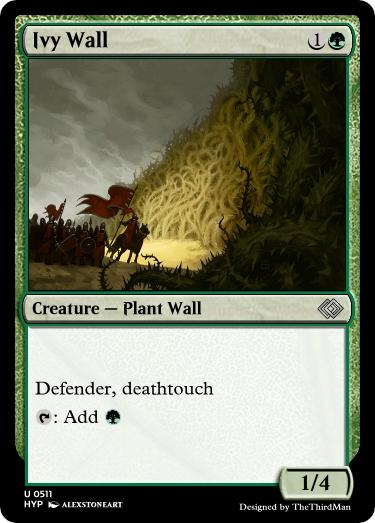 Ivy Wall 1
Creature — Plant Wall
Defender, deathtouch
: Add
1/4
U 0511
HYP ALEXSTONEART
Designed by TheThirdMan